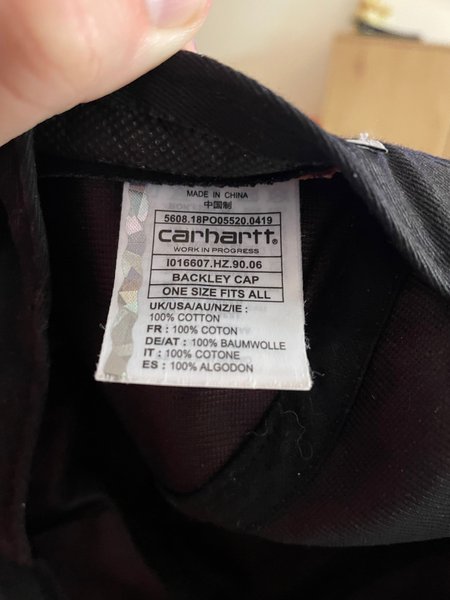 MADE IN CHINA
中国制
5608.18PO05520.0419
carhartt.
WORK IN PROGRESS
I016607.HZ.90.06
BACKLEY CAP
ONE SIZE FITS ALL
UK/USA/AU/NZ/IE :
100% COTTON
FR : 100% COTON
DE/AT : 100% BAUMWOLLE
IT : 100% COTONE
ES : 100% ALGODON